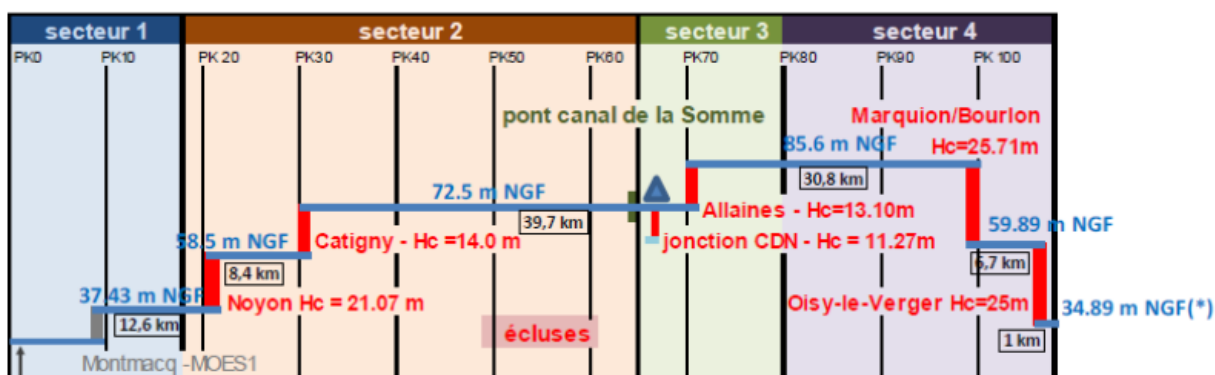 secteur 1 secteur 2 secteur 3 secteur 4
PK0 PK10 PK 20 PK30 PK40 PK50 PK60 PK70 PK80 PK90 PK 100
pont canal de la Somme Marquion/Bourlon
85.6 m NGF Hc=25.71m
72.5 m NGF 30,8 km
39,7 km Allaines - Hc=13.10m
58.5 m NGF Catigny - Hc =14.0 m jonction CDN - Hc = 11.27m 59.89 m NGF
8,4 km 6,7 km
37.43 m NGF Noyon Hc = 21.07 m Oisy-le-Verger Hc=25m 34.89 m NGF(*)
12,6 km écluses 1 km
Montmacq -MOES1